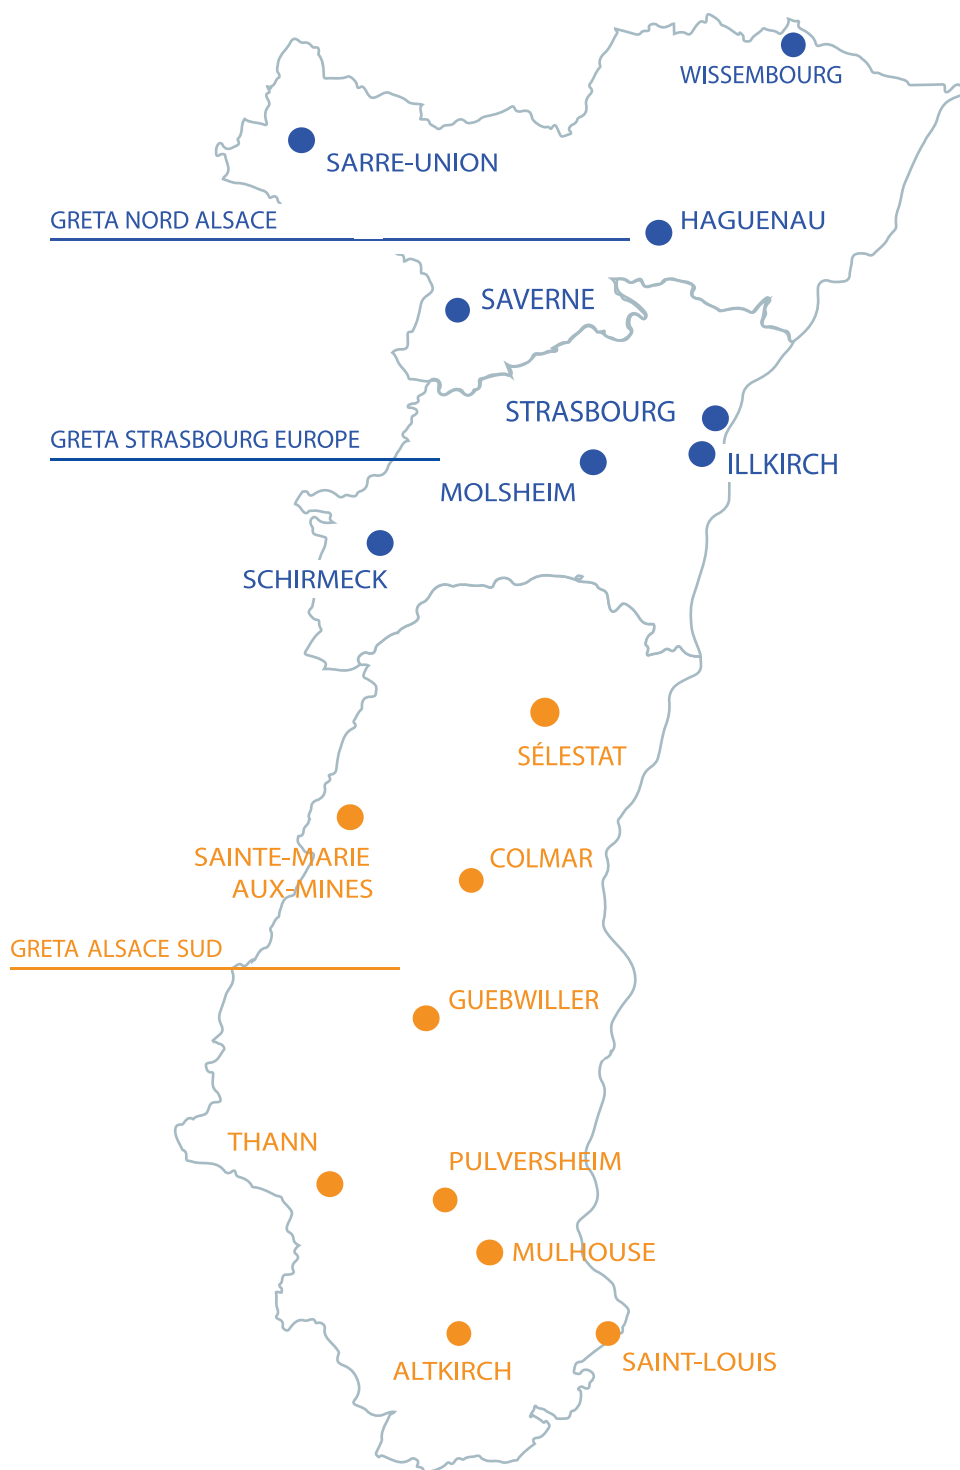 WISSEMBOURG
SARRE-UNION
GRETA NORD ALSACE
HAGUENAU
SAVERNE
STRASBOURG
GRETA STRASBOURG EUROPE
ILLKIRCH
MOLSHEIM
SCHIRMECK
SÉLESTAT
SAINTE-MARIE
AUX-MINES
COLMAR
GRETA ALSACE SUD
GUEBWILLER
THANN
PULVERSHEIM
MULHOUSE
SAINT-LOUIS
ALTKIRCH